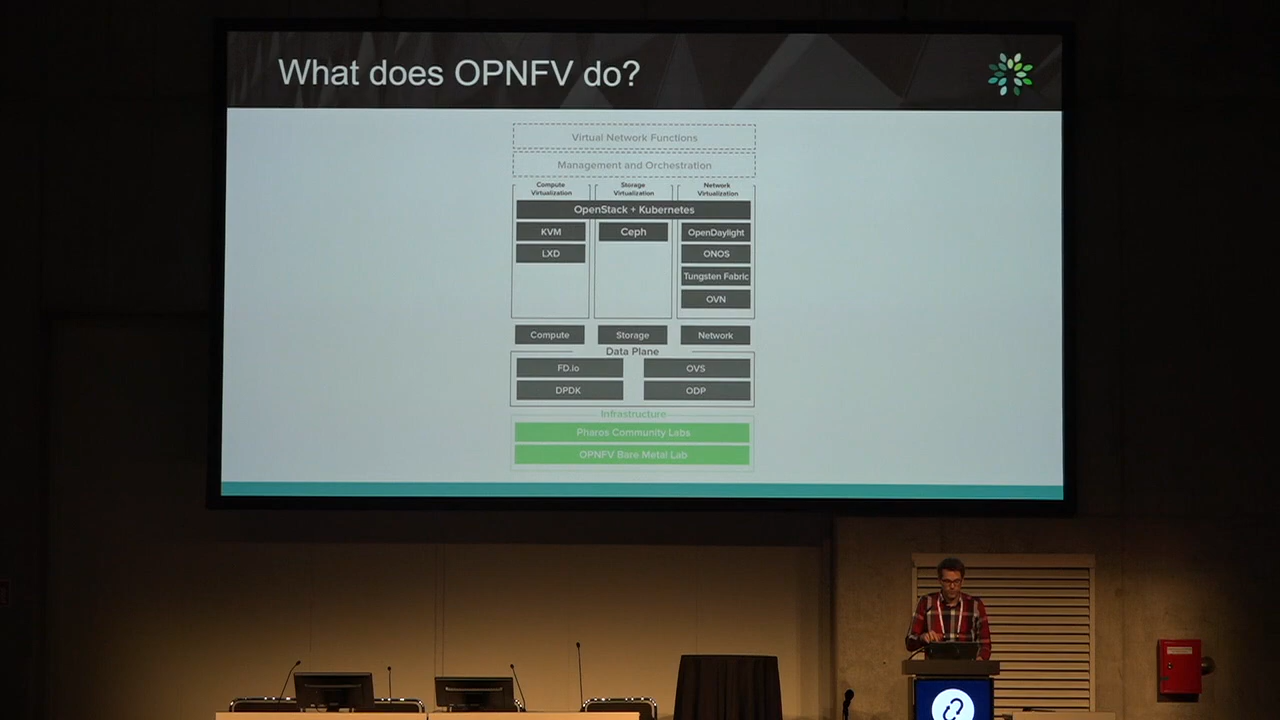 What does OPNFV do?
Virtual Network Functions
Management and Orchestration
Compute Virtualization
Storage Virtualization
Network Virtualization
OpenStack + Kubernetes
KVM
Ceph
OpenDaylight
LXD
ONOS
Tungsten Fabric
OVN
Compute
Storage
Network
Data Plane
FD.io
OVS
DPDK
ODP
Infrastructure
Pharos Community Labs
OPNFV Bare Metal Lab